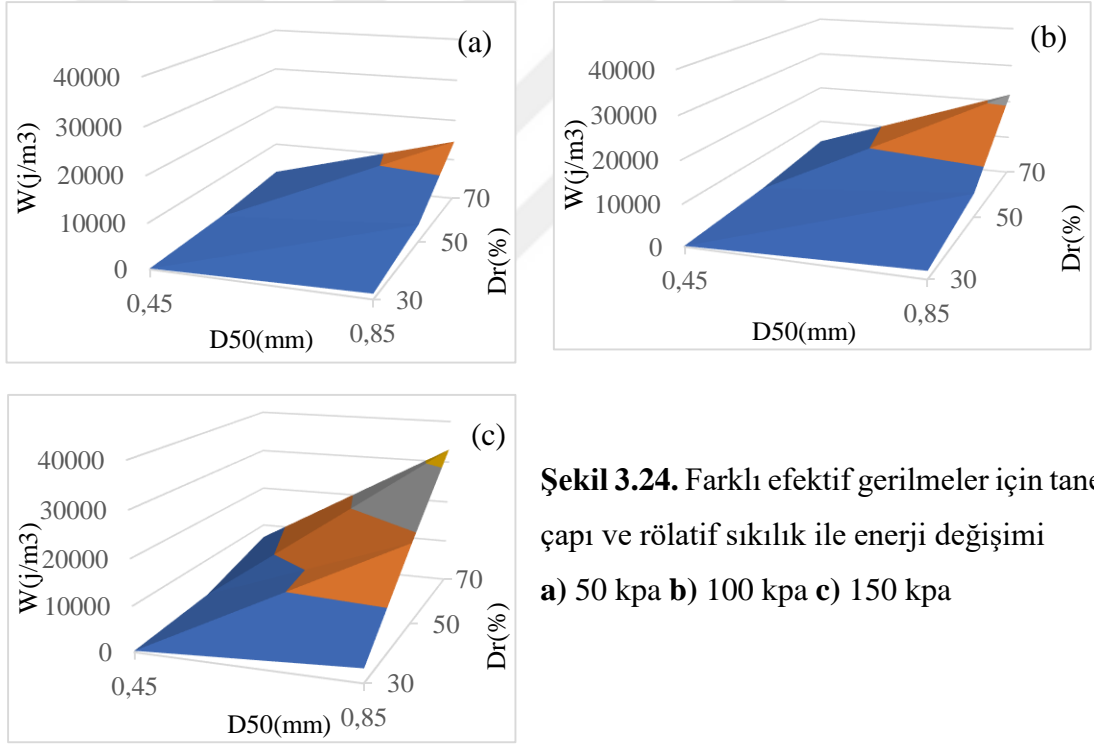 (a)
40000
30000
20000
10000
0
W(j/m3)
0,45
0,85
D50(mm)
30
50
70
Dr(%)
(b)
40000
30000
20000
10000
0
W(j/m3)
0,45
0,85
D50(mm)
30
50
70
Dr(%)
(c)
40000
30000
20000
10000
0
W(j/m3)
0,45
0,85
D50(mm)
30
50
70
Dr(%)
Şekil 3.24. Farklı efektif gerilmeler için tane
çapı ve rölatif sıkılık ile enerji değişimi
a) 50 kpa b) 100 kpa c) 150 kpa